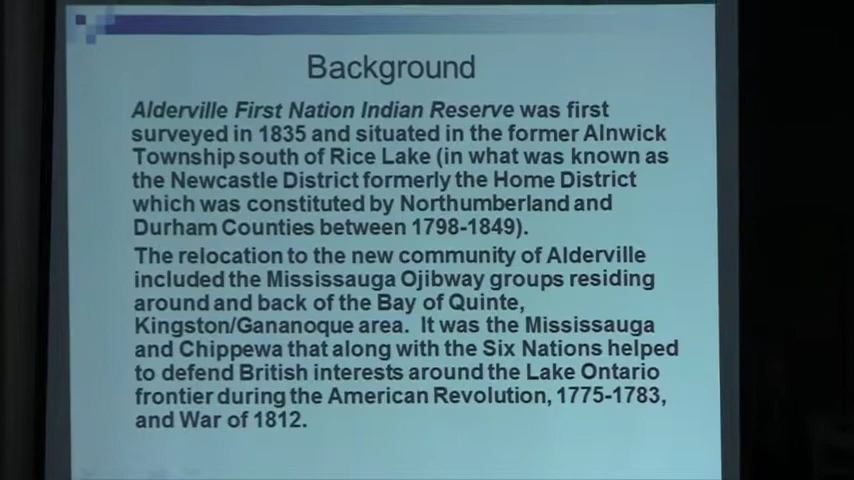 Background
Alderville First Nation Indian Reserve was first
surveyed in 1835 and situated in the former Alnwick
Township south of Rice Lake (in what was known as
the Newcastle District formerly the Home District
which was constituted by Northumberland and
Durham Counties between 1798-1849).
The relocation to the new community of Alderville
included the Mississauga Ojibway groups residing
around and back of the Bay of Quinte,
Kingston/Gananoque area. It was the Mississauga
and Chippewa that along with the Six Nations helped
to defend British interests around the Lake Ontario
frontier during the American Revolution, 1775-1783,
and War of 1812.